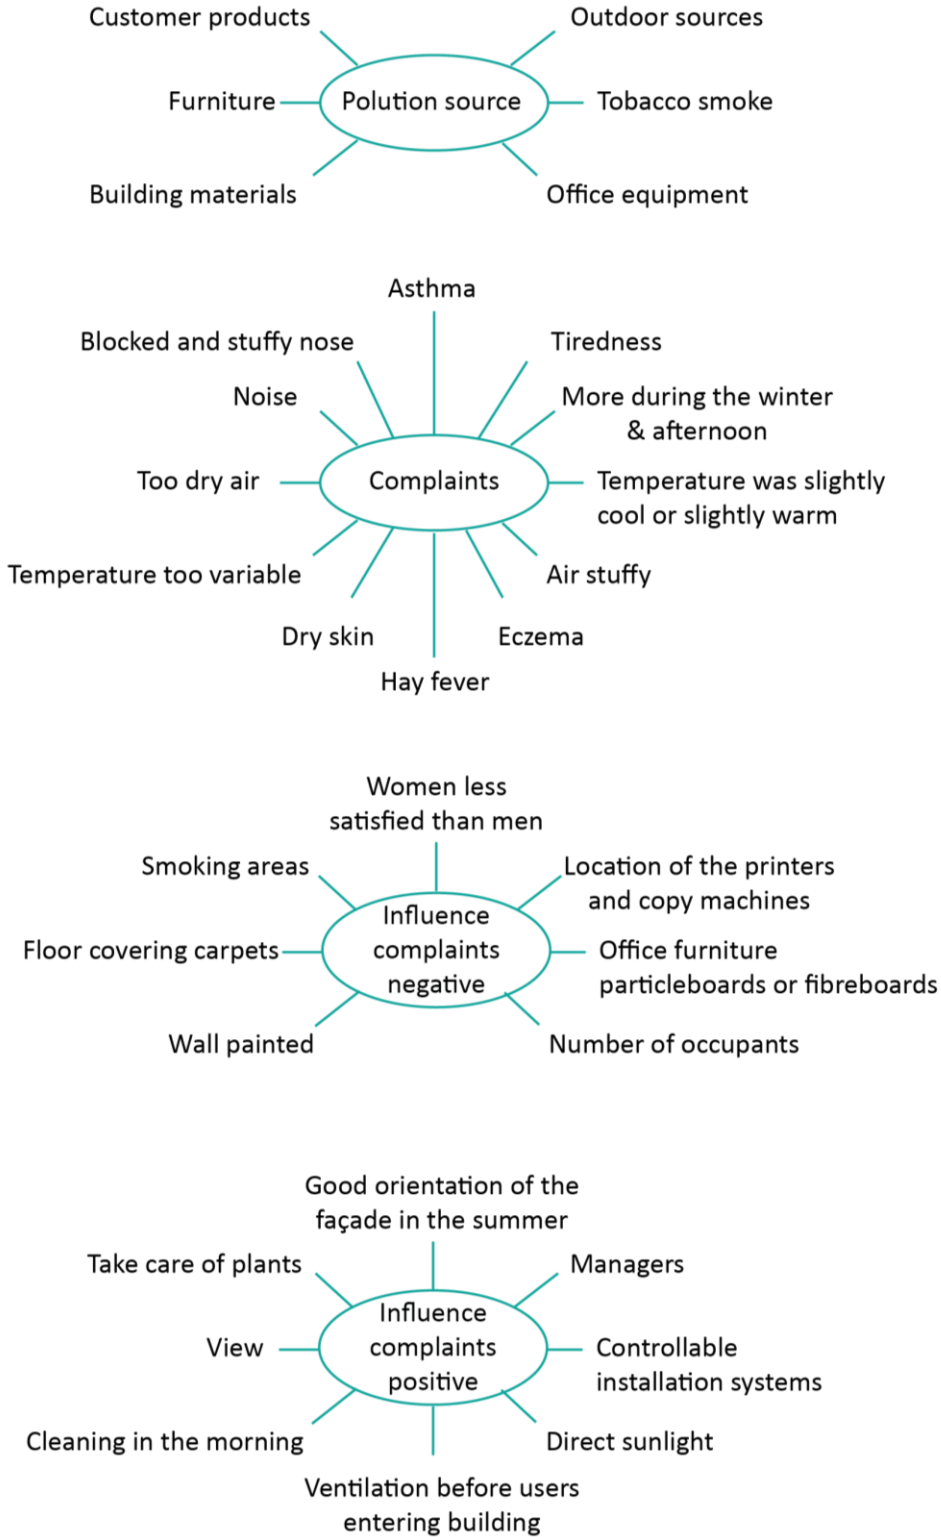 Customer products
Outdoor sources
Furniture
Polution source
Tobacco smoke
Building materials
Office equipment
Asthma
Blocked and stuffy nose
Tiredness
Noise
More during the winter
& afternoon
Too dry air
Complaints
Temperature was slightly
cool or slightly warm
Temperature too variable
Air stuffy
Dry skin
Eczema
Hay fever
Women less
satisfied than men
Smoking areas
Location of the printers
and copy machines
Floor covering carpets
Influence
complaints
negative
Office furniture
particleboards or fibreboards
Wall painted
Number of occupants
Good orientation of the
façade in the summer
Take care of plants
Managers
View
Influence
complaints
positive
Controllable
installation systems
Cleaning in the morning
Direct sunlight
Ventilation before users
entering building